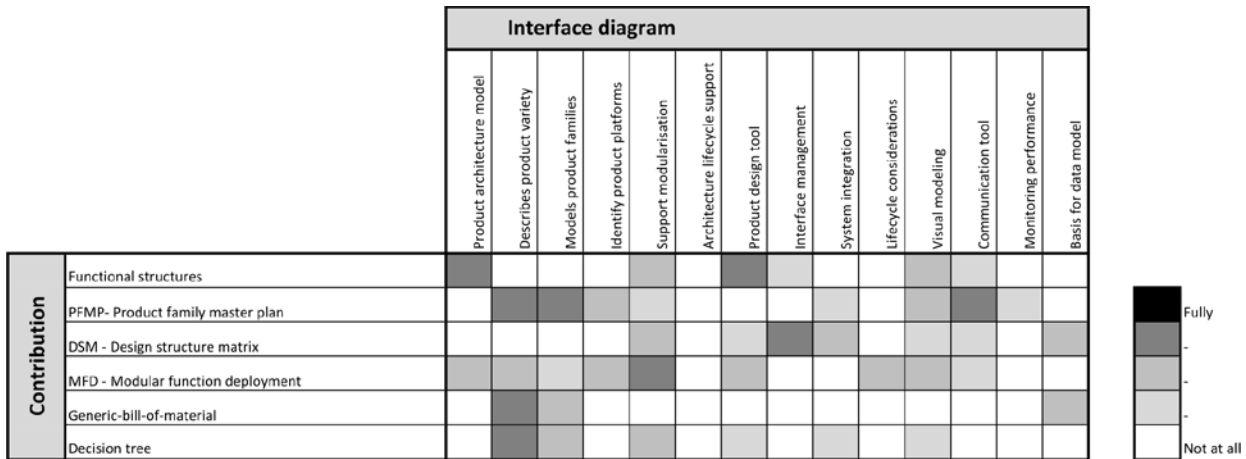 Interface diagram
Product architecture model
Describes product variety
Models product families
Identify product platforms
Support modularisation
Architecture lifecycle support
Product design tool
Interface management
System integration
Lifecycle considerations
Visual modeling
Communication tool
Monitoring performance
Basis for data model
Contribution
Functional structures
PFMP- Product family master plan
DSM - Design structure matrix
MFD - Modular function deployment
Generic-bill-of-material
Decision tree
Fully
-
-
-
Not at all